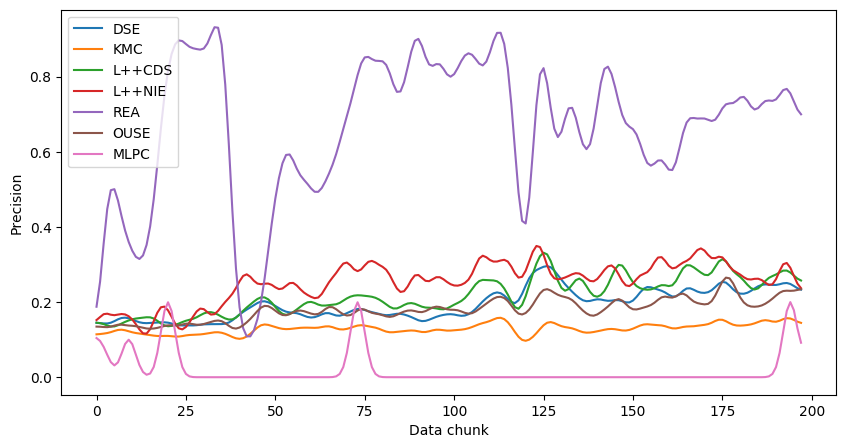 DSE
KMC
L++CDS
L++NIE
REA
OUSE
MLPC
Precision
0.8
0.6
0.4
0.2
0.0
0
25
50
75
100
125
150
175
200
Data chunk